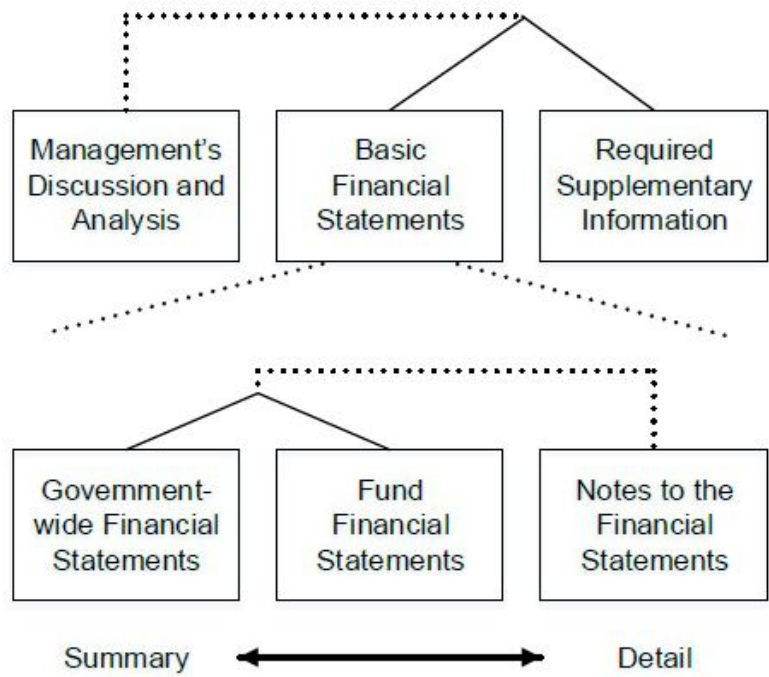 Management's
Discussion and
Analysis
Basic
Financial
Statements
Required
Supplementary
Information
Government-
wide Financial
Statements
Fund
Financial
Statements
Notes to the
Financial
Statements
Summary
Detail